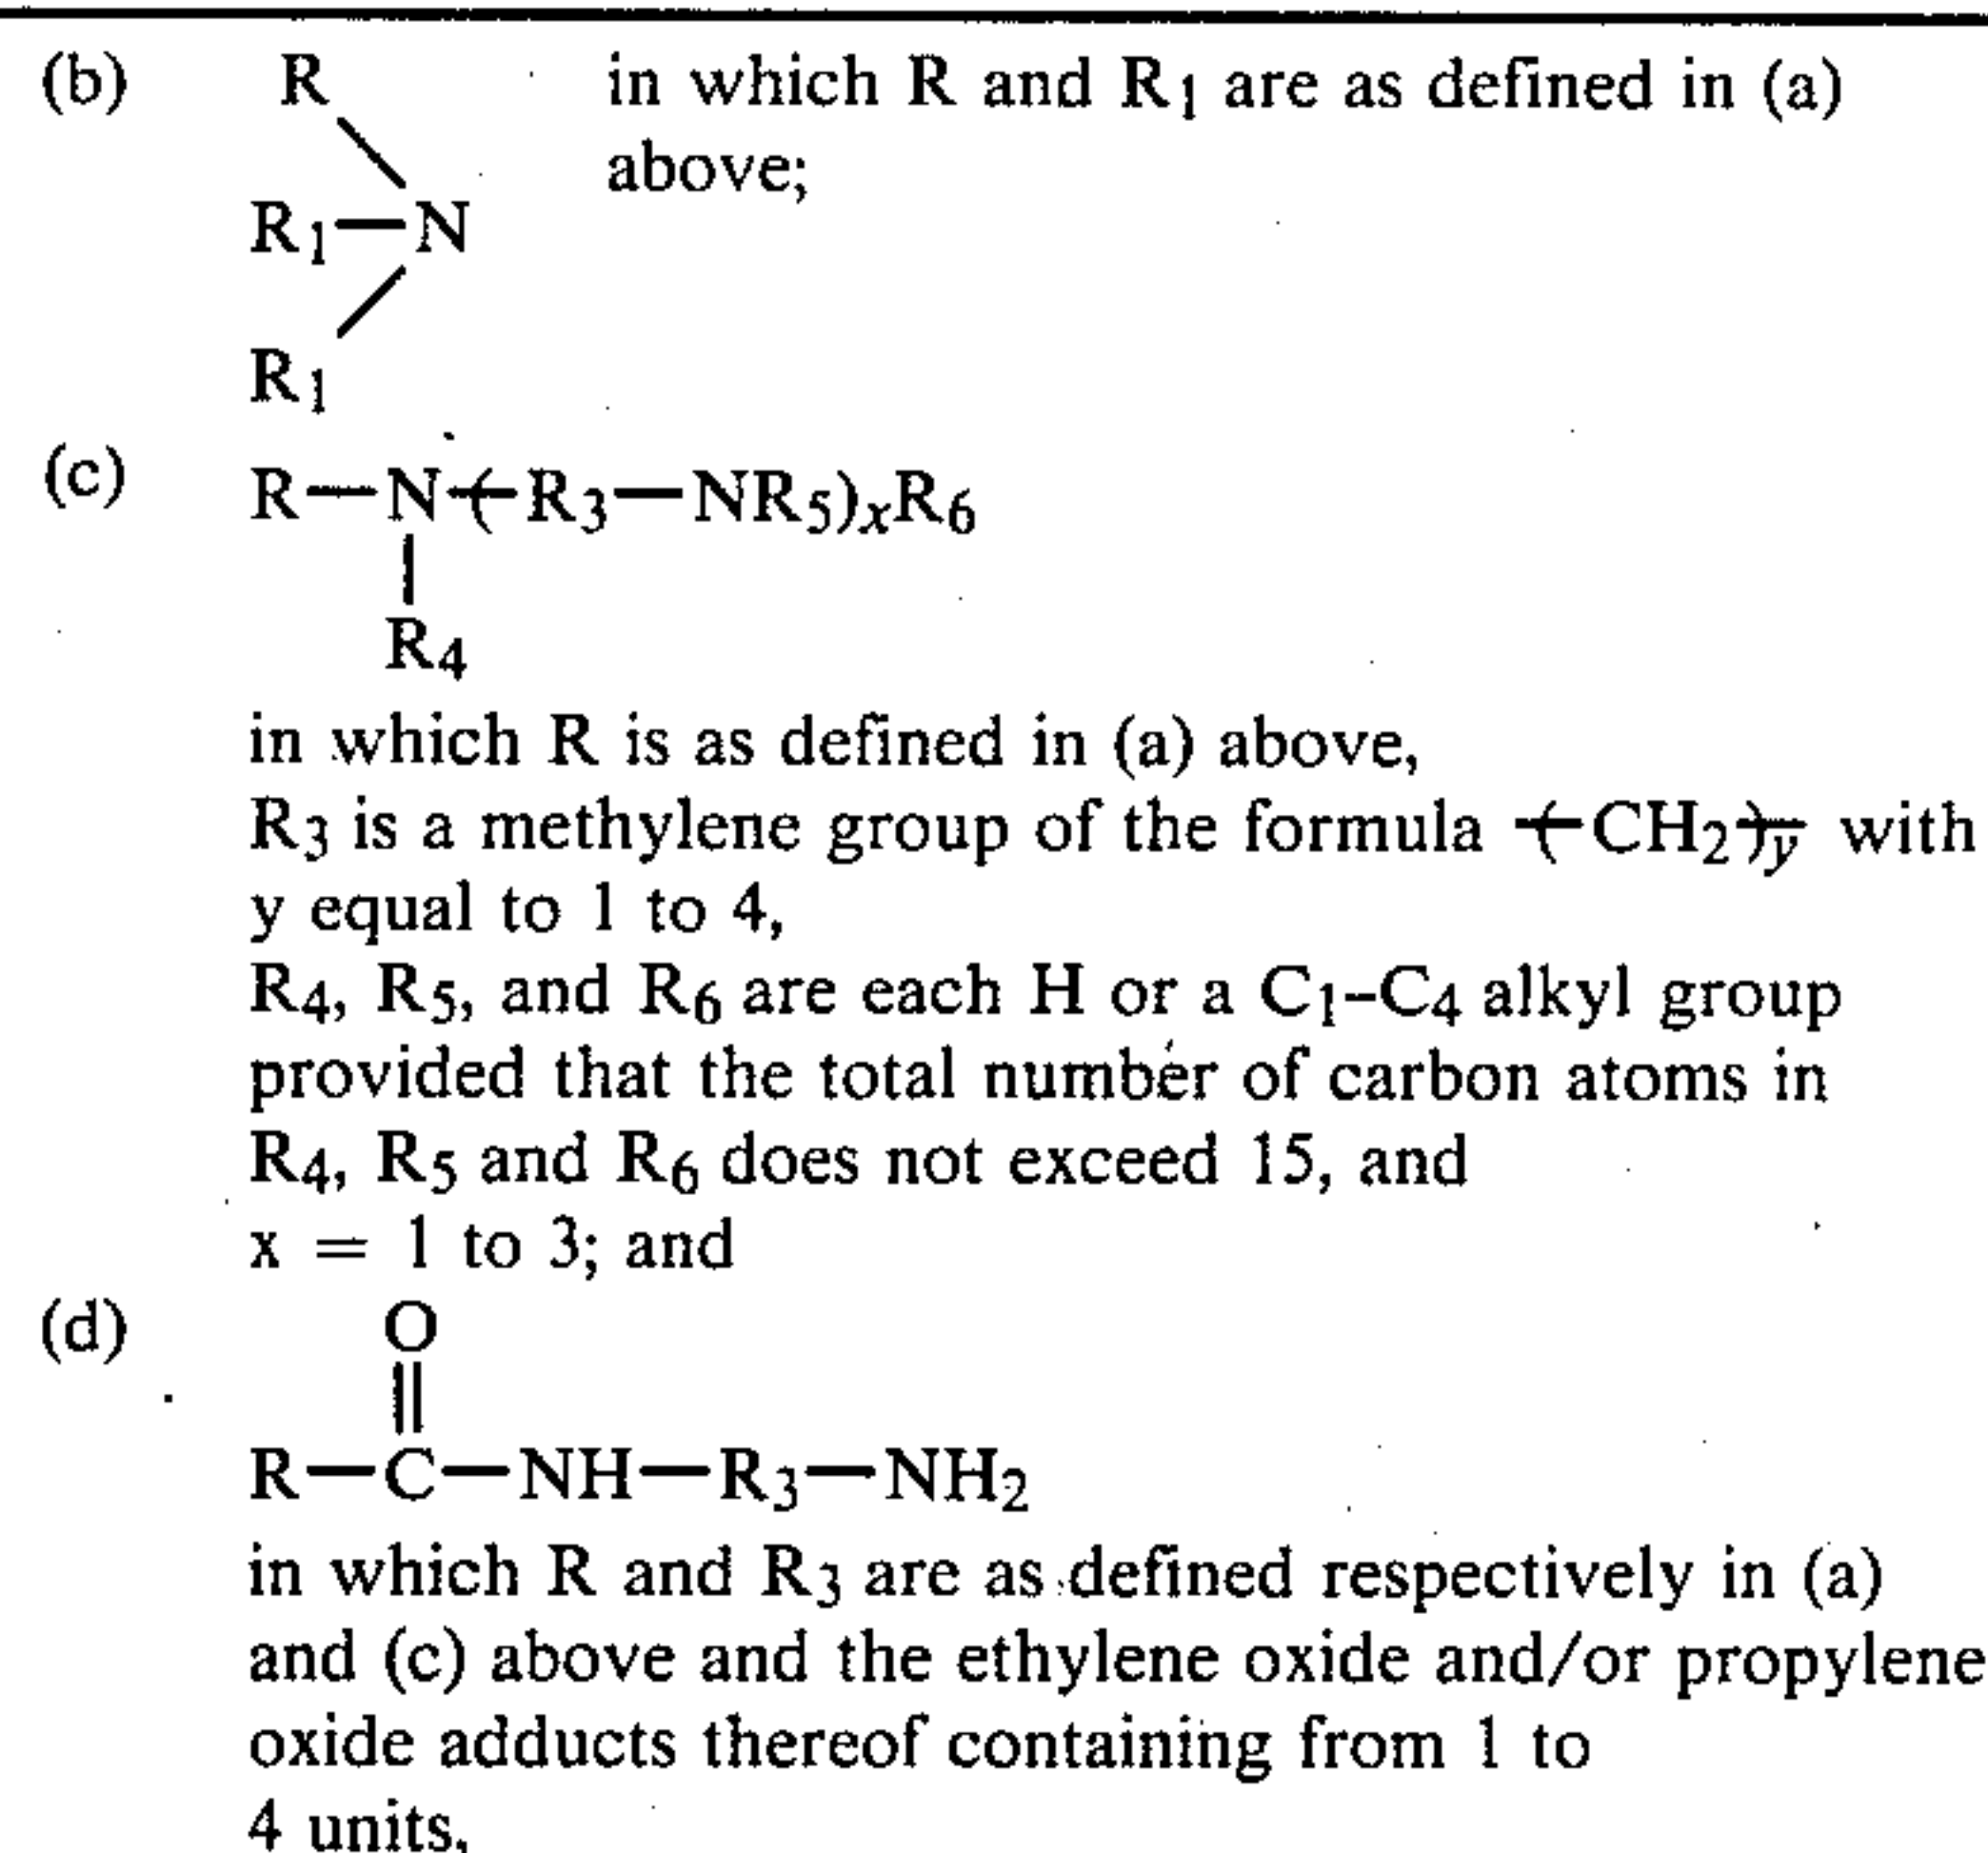 (b) R in which R and R1 are as defined in (a)
above;
R1—N
R1
(c) R—N-(-R3—NR5)xR6
R4
in which R is as defined in (a) above,
R3 is a methylene group of the formula -(-CH2-)-y with
y equal to 1 to 4,
R4, R5, and R6 are each H or a C1-C4 alkyl group
provided that the total number of carbon atoms in
R4, R5 and R6 does not exceed 15, and
x = 1 to 3; and
(d) O
R—C—NH—R3—NH2
in which R and R3 are as defined respectively in (a)
and (c) above and the ethylene oxide and/or propylene
oxide adducts thereof containing from 1 to
4 units,